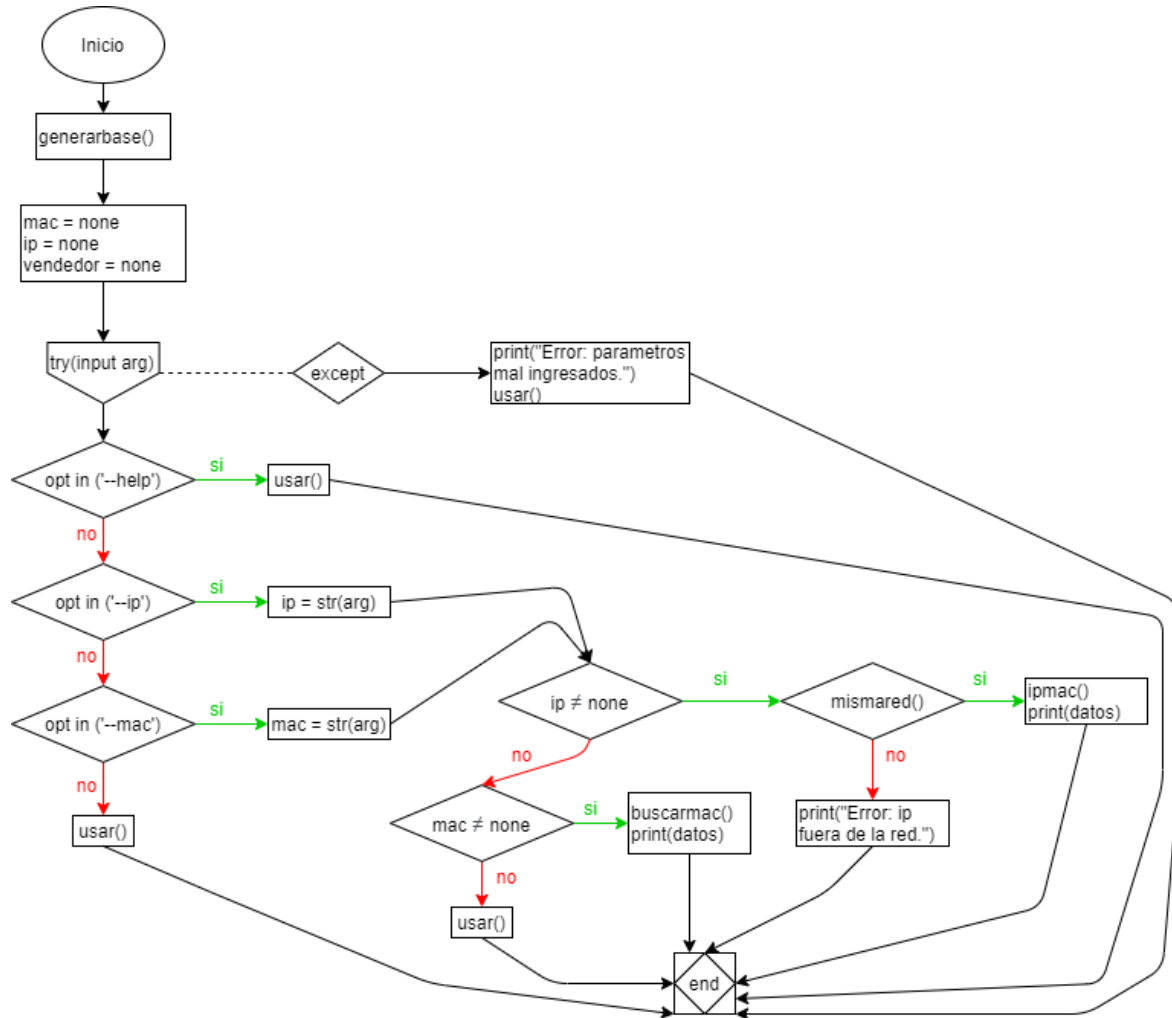 Inicio
generarbase()
mac = none
ip = none
vendedor = none
try(input arg)
except
print("Error: parametros
mal ingresados.")
usar()
opt in ('--help')
si
usar()
no
opt in ('--ip')
si
ip = str(arg)
no
opt in ('--mac')
si
mac = str(arg)
no
usar()
ip ≠ none
si
mismared()
si
ipmac()
print(datos)
no
print("Error: ip
fuera de la red.")
no
mac ≠ none
si
buscarmac()
print(datos)
no
usar()
end